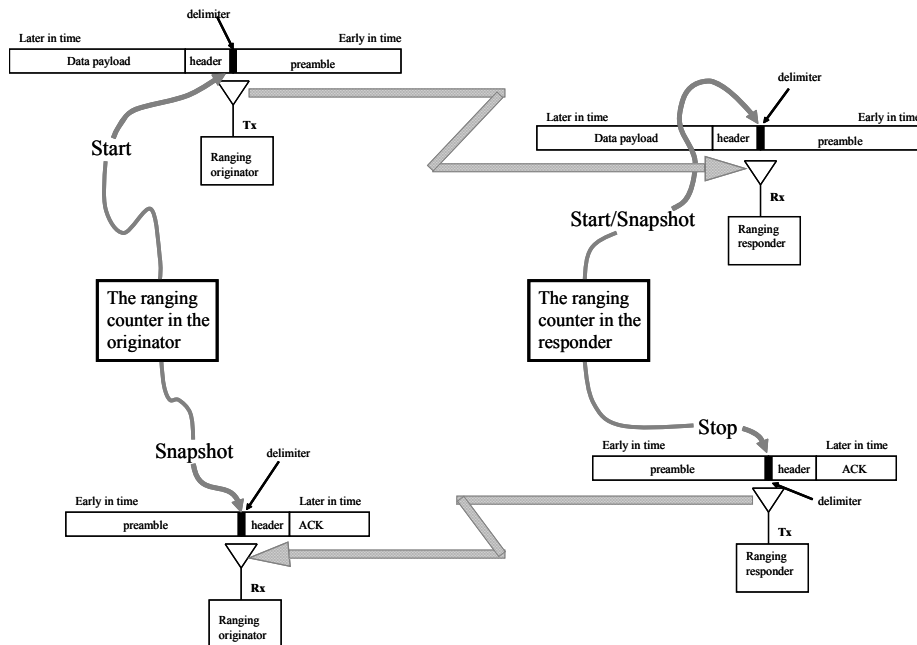 delimiter
Later in time
Early in time
Data payload
header
preamble
Tx
Ranging
originator
Start
delimiter
Later in time
Early in time
Data payload
header
preamble
Rx
Ranging
responder
Start/Snapshot
The ranging
counter in the
originator
The ranging
counter in the
responder
Snapshot
delimiter
Early in time
Later in time
preamble
header
ACK
Rx
Ranging
originator
Stop
Early in time
Later in time
preamble
header
ACK
delimiter
Tx
Ranging
responder